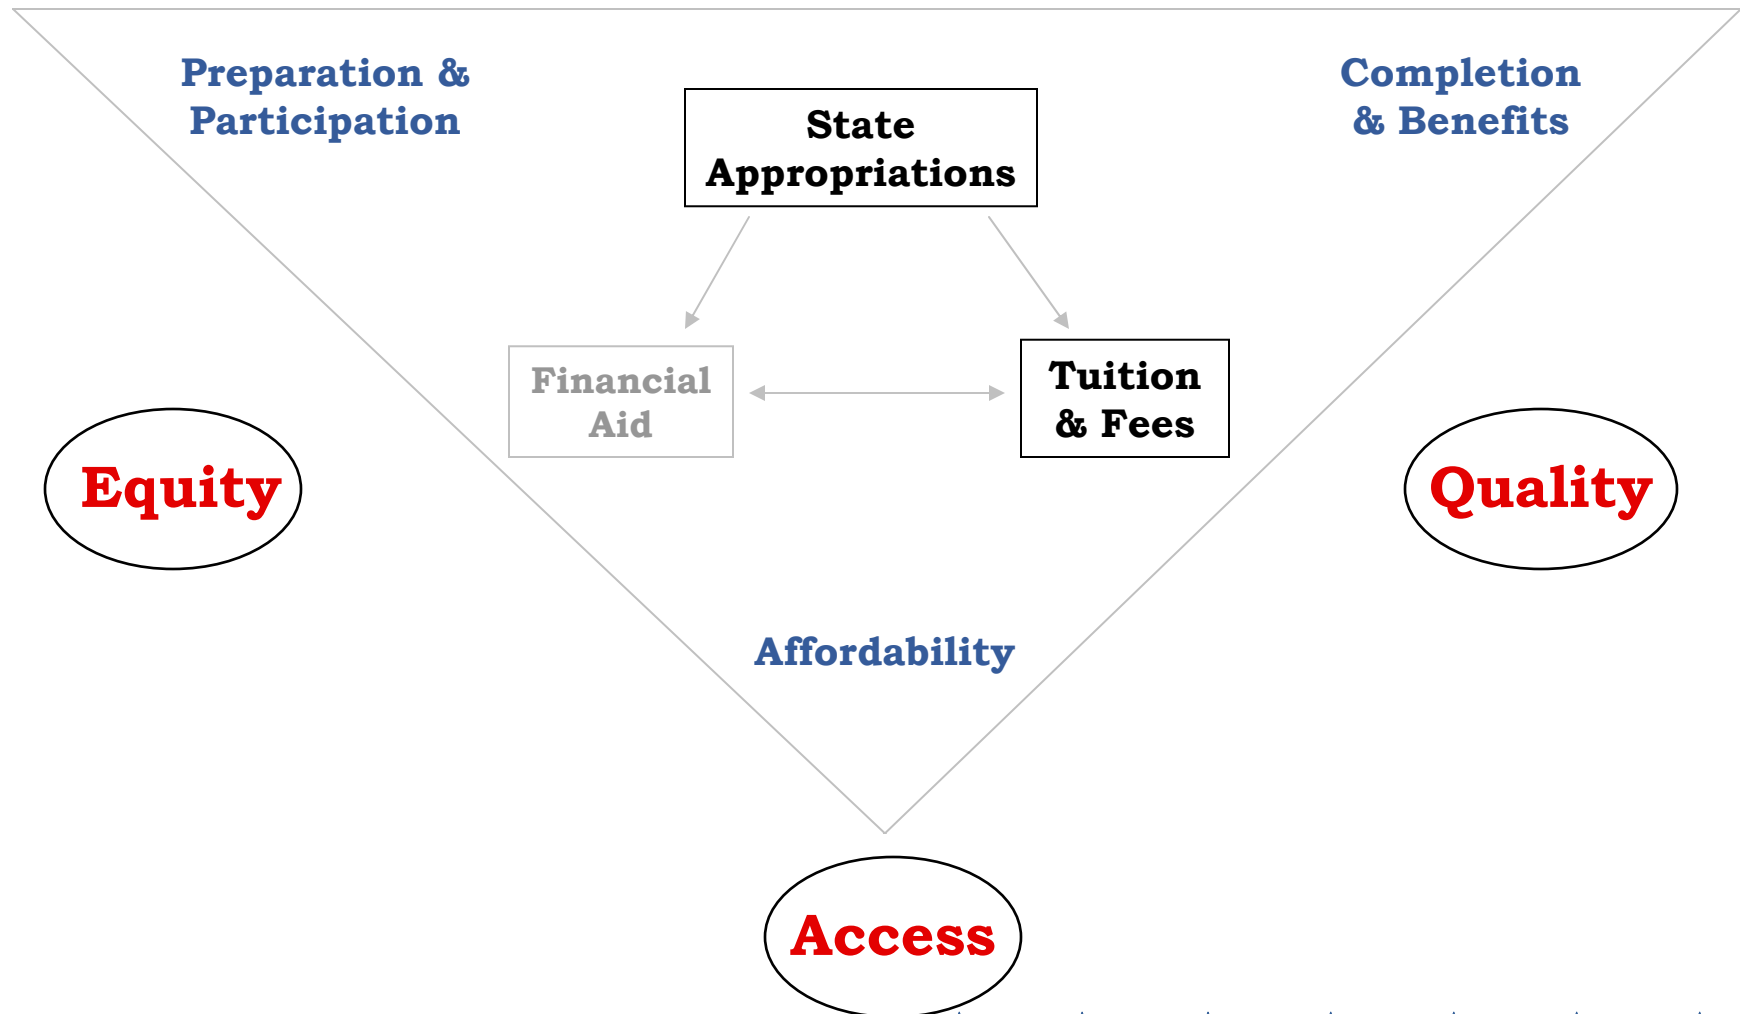 Preparation &
Participation
Completion
& Benefits
State
Appropriations
Financial
Aid
Tuition
& Fees
Equity
Quality
Affordability
Access